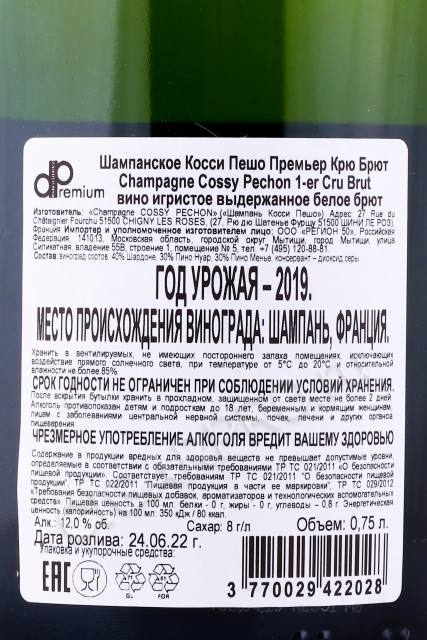 dp Premium
Шампанское Косси Пешо Премьер Крю Брют
Champagne Cossy Pechon 1-er Cru Brut
вино игристое выдержанное белое брют
Изготовитель: «Champagne COSSY PECHON» («Шампань Косси Пешо») Адрес: 27 Rue du
Châtaignier Fourchu 51500 CHIGNY LES ROSES, (27, Рю дю Шатенье Фуршу 51500 ШИНИ ЛЕ РОЗ)
Франция Импортер и уполномоченное изготовителем лицо: ООО «РЕГИОН 50», Российская
Федерация, 141013, Московская область, городской округ Мытищи, город Мытищи, улица
Силикатная, владение 55В, строение 1, помещение № 5, тел. +7 (495) 120-88-81.
Состав: виноград сортов 40% Шардоне, 30% Пино Нуар, 30% Пино Менье, консервант – диоксид серы
ГОД УРОЖАЯ – 2019.
МЕСТО ПРОИСХОЖДЕНИЯ ВИНОГРАДА: ШАМПАНЬ, ФРАНЦИЯ.
Хранить в вентилируемых, не имеющих постороннего запаха помещениях, исключающих
воздействие прямого солнечного света, при температуре от 5°С до 20°С и относительной
влажности не более 85%.
СРОК ГОДНОСТИ НЕ ОГРАНИЧЕН ПРИ СОБЛЮДЕНИИ УСЛОВИЙ ХРАНЕНИЯ.
После вскрытия бутылки хранить в прохладном, защищенном от света месте не более 2 дней.
Алкоголь противопоказан детям и подросткам до 18 лет, беременным и кормящим женщинам,
лицам с заболеваниями центральной нервной системы, почек, печени и других органов
пищеварения
ЧРЕЗМЕРНОЕ УПОТРЕБЛЕНИЕ АЛКОГОЛЯ ВРЕДИТ ВАШЕМУ ЗДОРОВЬЮ
Содержание в продукции вредных для здоровья веществ не превышает допустимые уровни,
определяемые в соответствии с обязательными требованиями ТР ТС 021/2011 "О безопасности
пищевой продукции». Соответствует требованиям ТР ТС 021/2011 "О безопасности пищевой
продукции", ТР ТС 022/2011" "Пищевая продукция в части ее маркировки", ТР ТС 029/2012
«Требования безопасности пищевых добавок, ароматизаторов и технологических вспомогательных
средств». Пищевая ценность на 100 мл: белки - 0 г, жиры - 0 г, углеводы – 0,8 г. Энергетическая
ценность (калорийность) на 100 мл: 350 кДж / 80 ккал.
Алк.: 12.0 % об. Сахар: 8 г/л Объем: 0,75 л.
Дата розлива: 24.06.22 г.
Упаковка и укупорочные средства:
EAC 71 GL 51 FOR
3 770029 422028